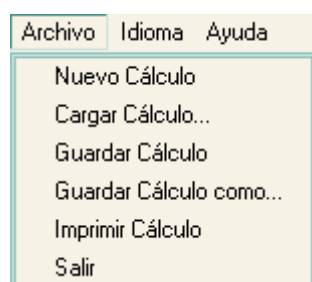 Archivo Idioma Ayuda
Nuevo Cálculo
Cargar Cálculo...
Guardar Cálculo
Guardar Cálculo como...
Imprimir Cálculo
Salir